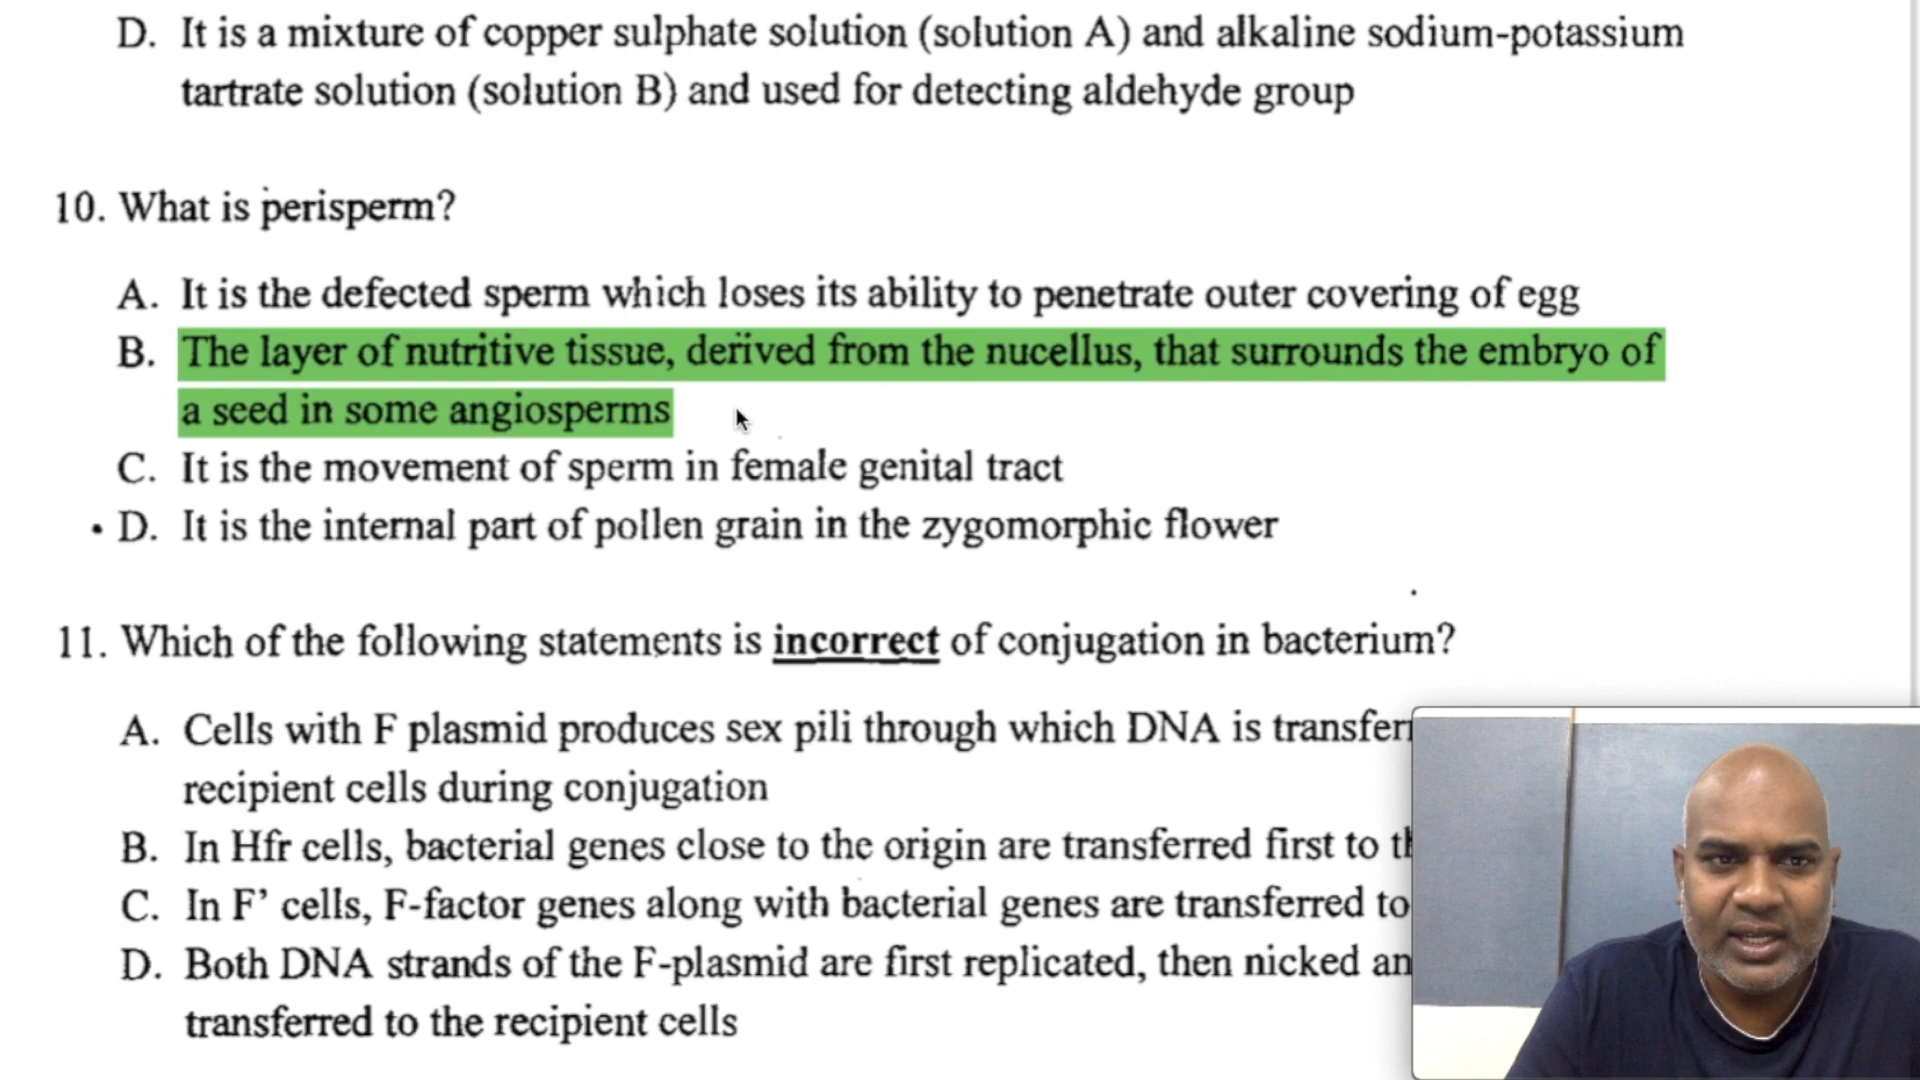 D. It is a mixture of copper sulphate solution (solution A) and alkaline sodium-potassium
tartrate solution (solution B) and used for detecting aldehyde group
10. What is perisperm?
A. It is the defected sperm which loses its ability to penetrate outer covering of egg
B. The layer of nutritive tissue, derived from the nucellus, that surrounds the embryo of
a seed in some angiosperms
C. It is the movement of sperm in female genital tract
D. It is the internal part of pollen grain in the zygomorphic flower
11. Which of the following statements is incorrect of conjugation in bacterium?
A. Cells with F plasmid produces sex pili through which DNA is
recipient cells during conjugation
B. In Hfr cells, bacterial genes close to the origin are transferred first to
C. In F’ cells, F-factor genes along with bacterial genes are transferred to
D. Both DNA strands of the F-plasmid are first replicated, then nicked
transferred to the recipient cells